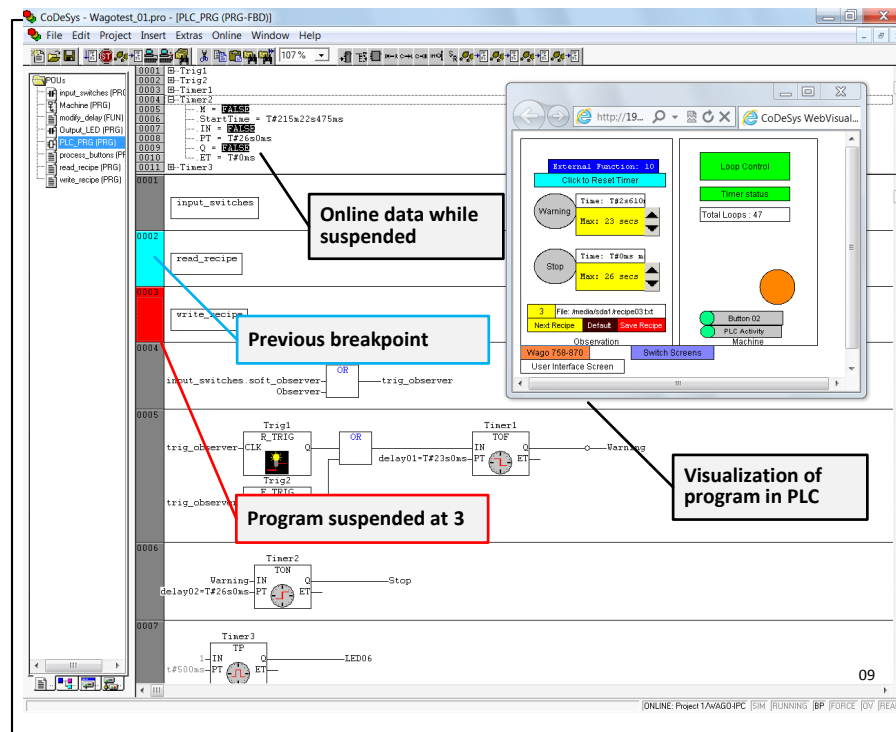 CoDeSys - Wagotest_01.pro - [PLC_PRG (PRG-FBD)]
File Edit Project Insert Extras Online Window Help
107 %
POUs
input_switches (PRG
Machine (PRG)
modify_delay (FUN)
Output_LED (PRG)
PLC_PRG (PRG)
process_buttons (PR
read_recipe (PRG)
write_recipe (PRG)
0001 Trig1
0002 Trig2
0003 Timer1
0004 Timer2
0005 .M = FALSE
0006 .StartTime = T#215m22s475ms
0007 .IN = FALSE
0008 .PT = T#26s0ms
0009 .Q = FALSE
0010 .ET = T#0ms
0011 Timer3
0001
input_switches
Online data while
suspended
0002
read_recipe
0003
write_recipe
Previous breakpoint
0004
OR
input_switches.soft_observer
trig_observer
Observer
0005
Trig1
R_TRIG
trig_observer CLK Q
OR
Timer1
TOF
IN Q
Warning
delay01=T#23s0ms PT ET
Trig2
F_TRIG
trig_observer
Program suspended at 3
0006
Timer2
TON
Warning IN Q Stop
delay02=T#26s0ms PT ET
0007
Timer3
TP
1 IN Q LED06
t#500ms PT ET
http://19...
CoDeSys WebVisual...
External Function: 10
Click to Reset Timer
Warning
Time: T#2s610m
Max: 23 secs
Stop
Time: T#0ms m
Max: 26 secs
3 File: /media/sda1/recipe03.txt
Next Recipe Default Save Recipe
Observation
Loop Control
Timer status
Total Loops : 47
Button 02
PLC Activity
Machine
Wago 758-870
Switch Screens
User Interface Screen
Visualization of
program in PLC
09
ONLINE: Project 1/WAGO-IPC SIM RUNNING BP FORCE OV REA